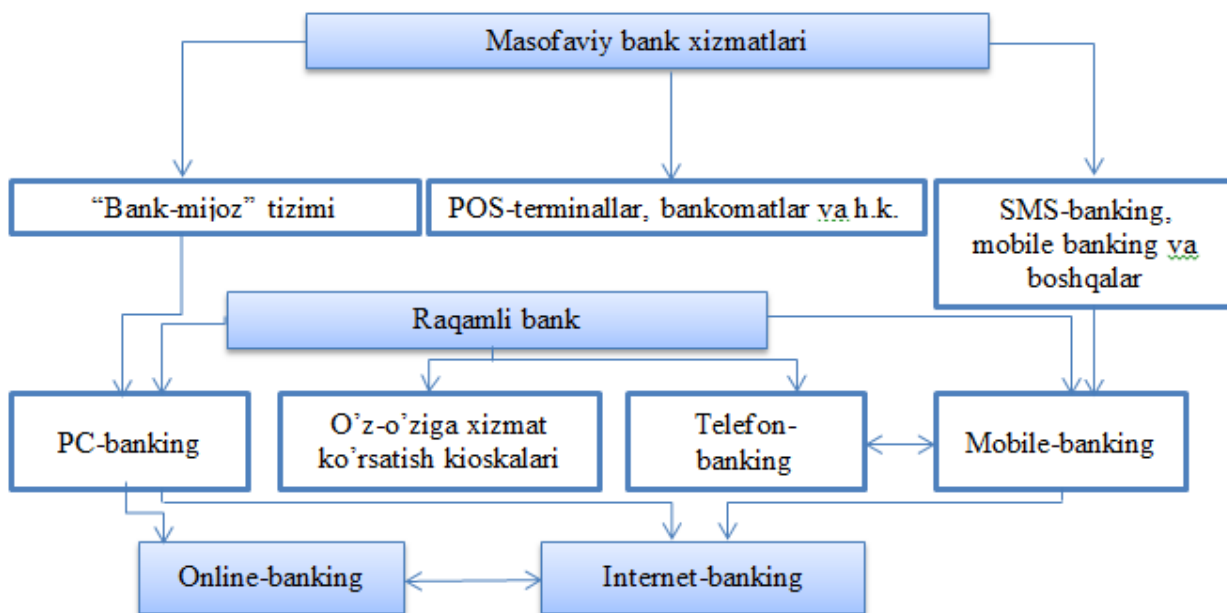 Masofaviy bank xizmatlari
“Bank-mijoz” tizimi
POS-terminallar, bankomatlar va h.k.
SMS-banking,
mobile banking va
boshqalar
Raqamli bank
PC-banking
O’z-o’ziga xizmat
ko’rsatish kioskalari
Telefon-
banking
Mobile-banking
Online-banking
Internet-banking